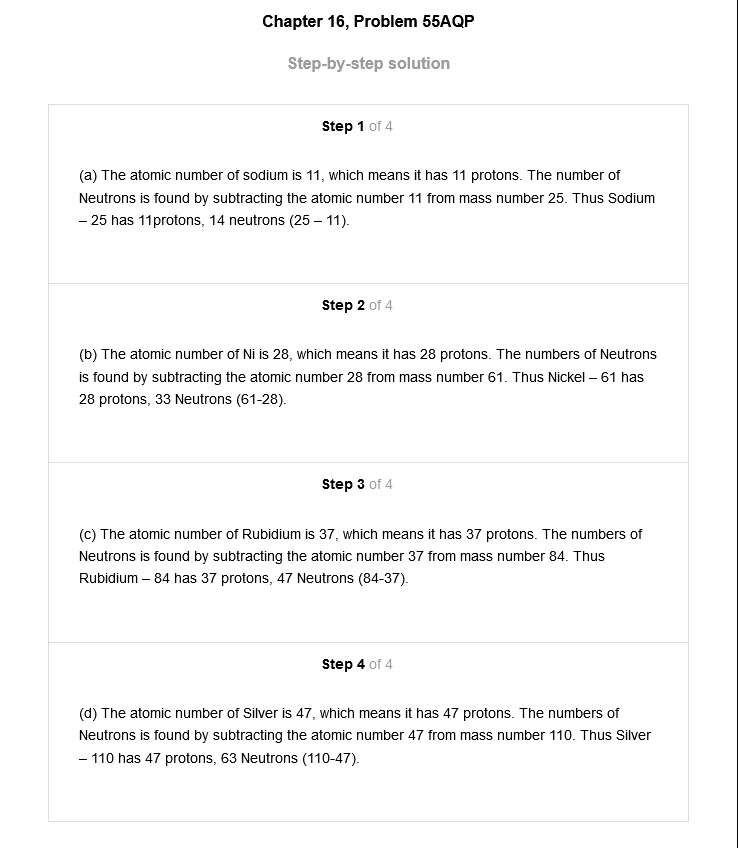 Chapter 16, Problem 55AQP
Step-by-step solution
Step 1 of 4
(a) The atomic number of sodium is 11, which means it has 11 protons. The number of
Neutrons is found by subtracting the atomic number 11 from mass number 25. Thus Sodium
– 25 has 11protons, 14 neutrons (25 – 11).
Step 2 of 4
(b) The atomic number of Ni is 28, which means it has 28 protons. The numbers of Neutrons
is found by subtracting the atomic number 28 from mass number 61. Thus Nickel – 61 has
28 protons, 33 Neutrons (61-28).
Step 3 of 4
(c) The atomic number of Rubidium is 37, which means it has 37 protons. The numbers of
Neutrons is found by subtracting the atomic number 37 from mass number 84. Thus
Rubidium – 84 has 37 protons, 47 Neutrons (84-37).
Step 4 of 4
(d) The atomic number of Silver is 47, which means it has 47 protons. The numbers of
Neutrons is found by subtracting the atomic number 47 from mass number 110. Thus Silver
– 110 has 47 protons, 63 Neutrons (110-47).